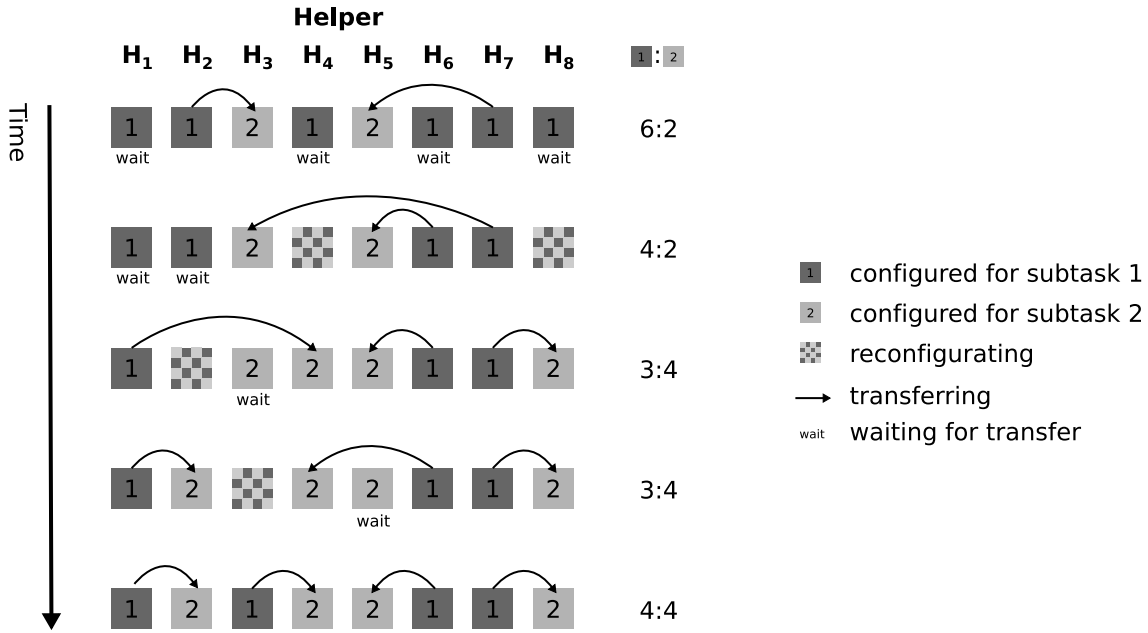 Helper
H1 H2 H3 H4 H5 H6 H7 H8 1:2
Time
1 1 2 1 2 1 1 1 6:2
wait wait wait wait
1 1 2 2 1 1 4:2
wait wait
1 2 2 2 1 1 2 3:4
wait
1 2 2 2 1 1 2 3:4
wait
1 2 1 2 2 1 1 2 4:4
1 configured for subtask 1
2 configured for subtask 2
reconfigurating
transferring
wait waiting for transfer